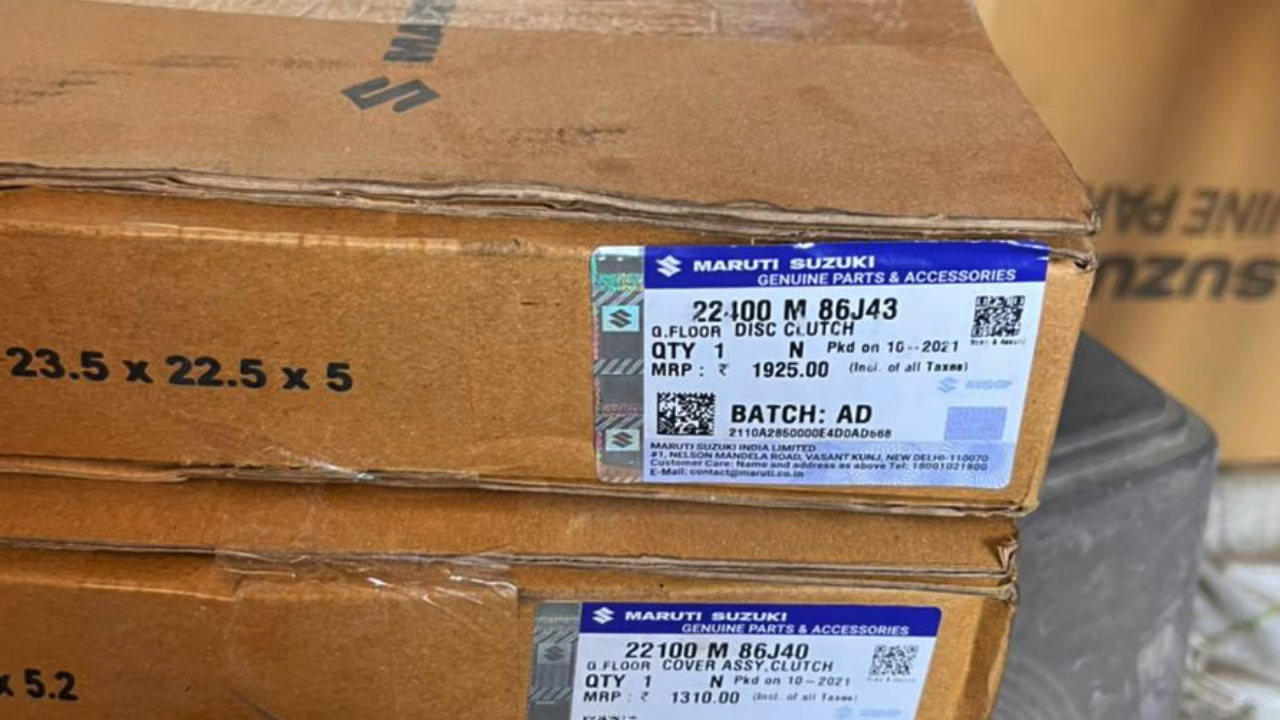 MARUTI SUZUKI
GENUINE PARTS & ACCESSORIES
22400 M 86J43
G.FLOOR DISC CLUTCH
QTY 1 N Pkd on 10--2021
MRP : ₹ 1925.00 (Incl. of all Taxes)
BATCH: AD
MARUTI SUZUKI INDIA LIMITED
#1, NELSON MANDELA ROAD, VASANT KUNJ, NEW DELHI-110070
Customer Care: Name and address as above Tel: 18001021800
E-Mail: contact@maruti.co.in
23.5 x 22.5 x 5
MARUTI SUZUKI
GENUINE PARTS & ACCESSORIES
22100 M 86J40
G.FLOOR COVER ASSY,CLUTCH
QTY 1 N Pkd on 10--2021
MRP : ₹ 1310.00 (Incl. of all Taxes)
x 5.2